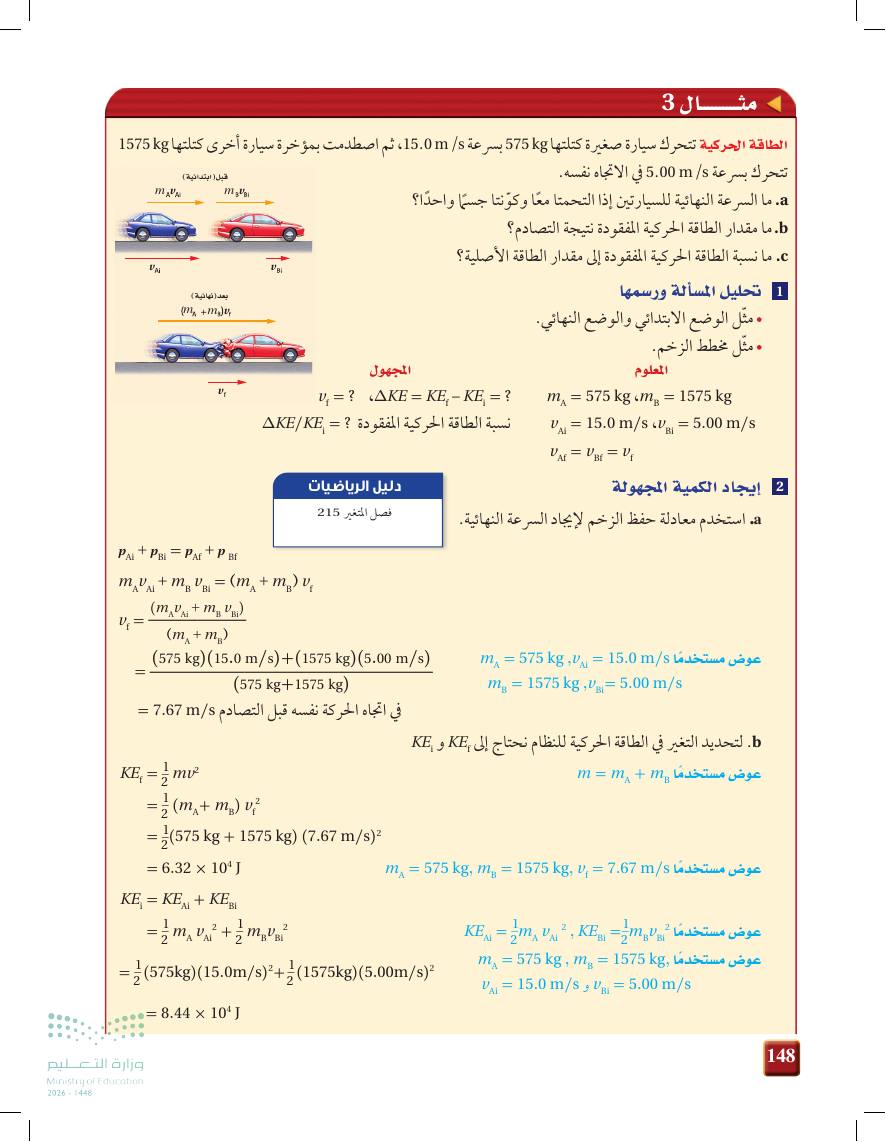 مثـــــــال 3
الطاقة الحركية تتحرك سيارة صغيرة كتلتها 575 kg بسرعة 15.0 m /s، ثم اصطدمت بمؤخرة سيارة أخرى كتلتها 1575 kg
تتحرك بسرعة 5.00 m /s في الاتجاه نفسه.
a. ما السرعة النهائية للسيارتين إذا التحمتا معًا وكوّنتا جسمًا واحدًا؟
b. ما مقدار الطاقة الحركية المفقودة نتيجة التصادم؟
c. ما نسبة الطاقة الحركية المفقودة إلى مقدار الطاقة الأصلية؟
قبل (ابتدائية)
m_A v_Ai m_B v_Bi
v_Ai v_Bi
بعد (نهائية)
(m_A + m_B)v_f
v_f
1 تحليل المسألة ورسمها
• مثّل الوضع الابتدائي والوضع النهائي.
• مثّل مخطط الزخم.
المعلوم المجهول
m_A = 575 kg ،m_B = 1575 kg v_f = ? ،ΔKE = KE_f – KE_i = ?
v_Ai = 15.0 m/s ،v_Bi = 5.00 m/s نسبة الطاقة الحركية المفقودة ΔKE/KE_i = ?
v_Af = v_Bf = v_f
2 إيجاد الكمية المجهولة
دليل الرياضيات
فصل المتغير 215
a. استخدم معادلة حفظ الزخم لإيجاد السرعة النهائية.
p_Ai + p_Bi = p_Af + p_Bf
m_A v_Ai + m_B v_Bi = (m_A + m_B) v_f
v_f = (m_A v_Ai + m_B v_Bi) / (m_A + m_B)
= (575 kg)(15.0 m/s)+(1575 kg)(5.00 m/s) / (575 kg+1575 kg)
عوض مستخدمًا m_A = 575 kg ,v_Ai = 15.0 m/s
m_B = 1575 kg ,v_Bi= 5.00 m/s
= 7.67 m/s في اتجاه الحركة نفسه قبل التصادم
b. لتحديد التغير في الطاقة الحركية للنظام نحتاج إلى KE_f و KE_i
KE_f = 1/2 mv² عوض مستخدمًا m = m_A + m_B
= 1/2 (m_A+ m_B) v_f²
= 1/2(575 kg + 1575 kg) (7.67 m/s)²
= 6.32 × 10⁴ J عوض مستخدمًا m_A = 575 kg, m_B = 1575 kg, v_f = 7.67 m/s
KE_i = KE_Ai + KE_Bi
= 1/2 m_A v_Ai² + 1/2 m_B v_Bi² عوض مستخدمًا KE_Ai = 1/2 m_A v_Ai² , KE_Bi = 1/2 m_B v_Bi²
= 1/2(575kg)(15.0m/s)²+1/2(1575kg)(5.00m/s)² عوض مستخدمًا m_A = 575 kg , m_B = 1575 kg,
v_Ai = 15.0 m/s و v_Bi = 5.00 m/s
= 8.44 × 10⁴ J
وزارة التعليم
Ministry of Education
2026 - 1448
148